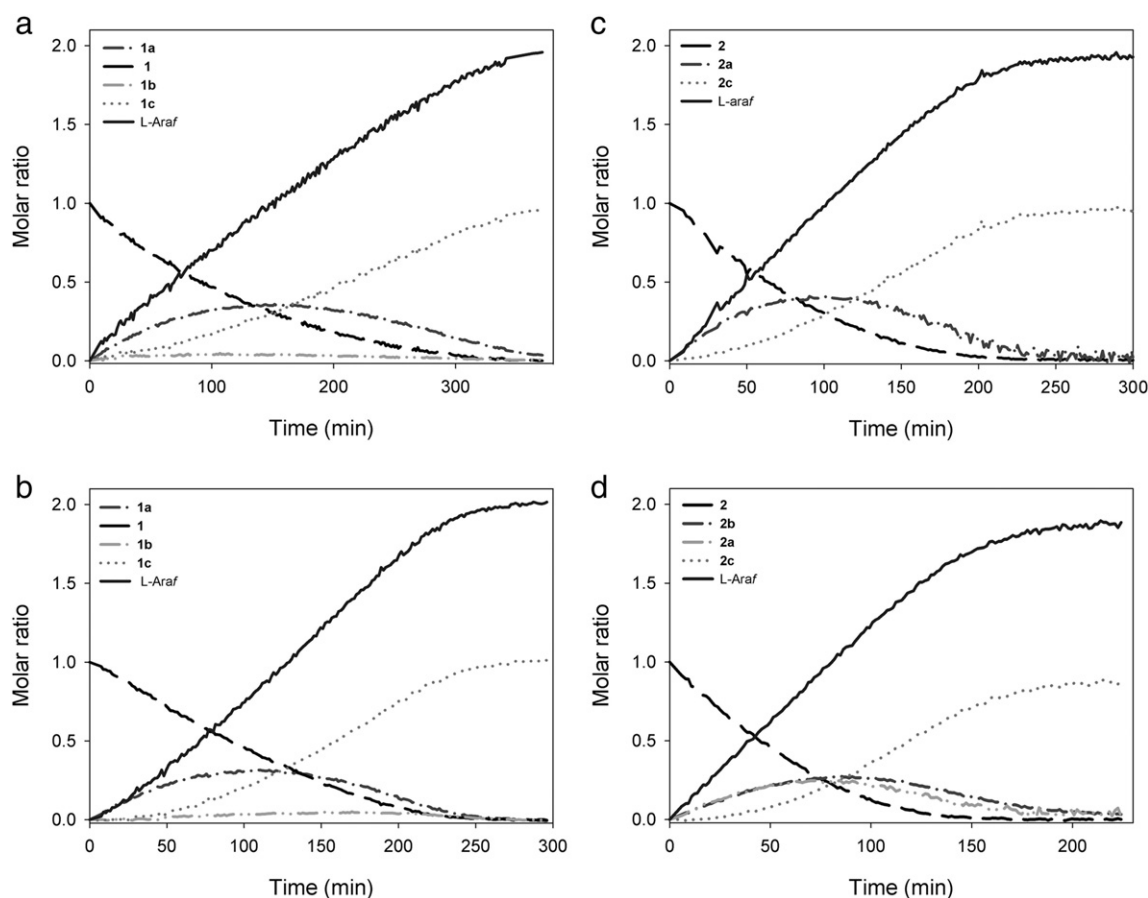 a
Molar ratio
2.0
1.5
1.0
0.5
0.0
1a
1
1b
1c
L-Araf
0 100 200 300
Time (min)
c
Molar ratio
2.0
1.5
1.0
0.5
0.0
2
2a
2c
L-araf
0 50 100 150 200 250 300
Time (min)
b
Molar ratio
2.0
1.5
1.0
0.5
0.0
1a
1
1b
1c
L-Araf
0 50 100 150 200 250 300
Time (min)
d
Molar ratio
2.0
1.5
1.0
0.5
0.0
2
2b
2a
2c
L-Araf
0 50 100 150 200
Time (min)